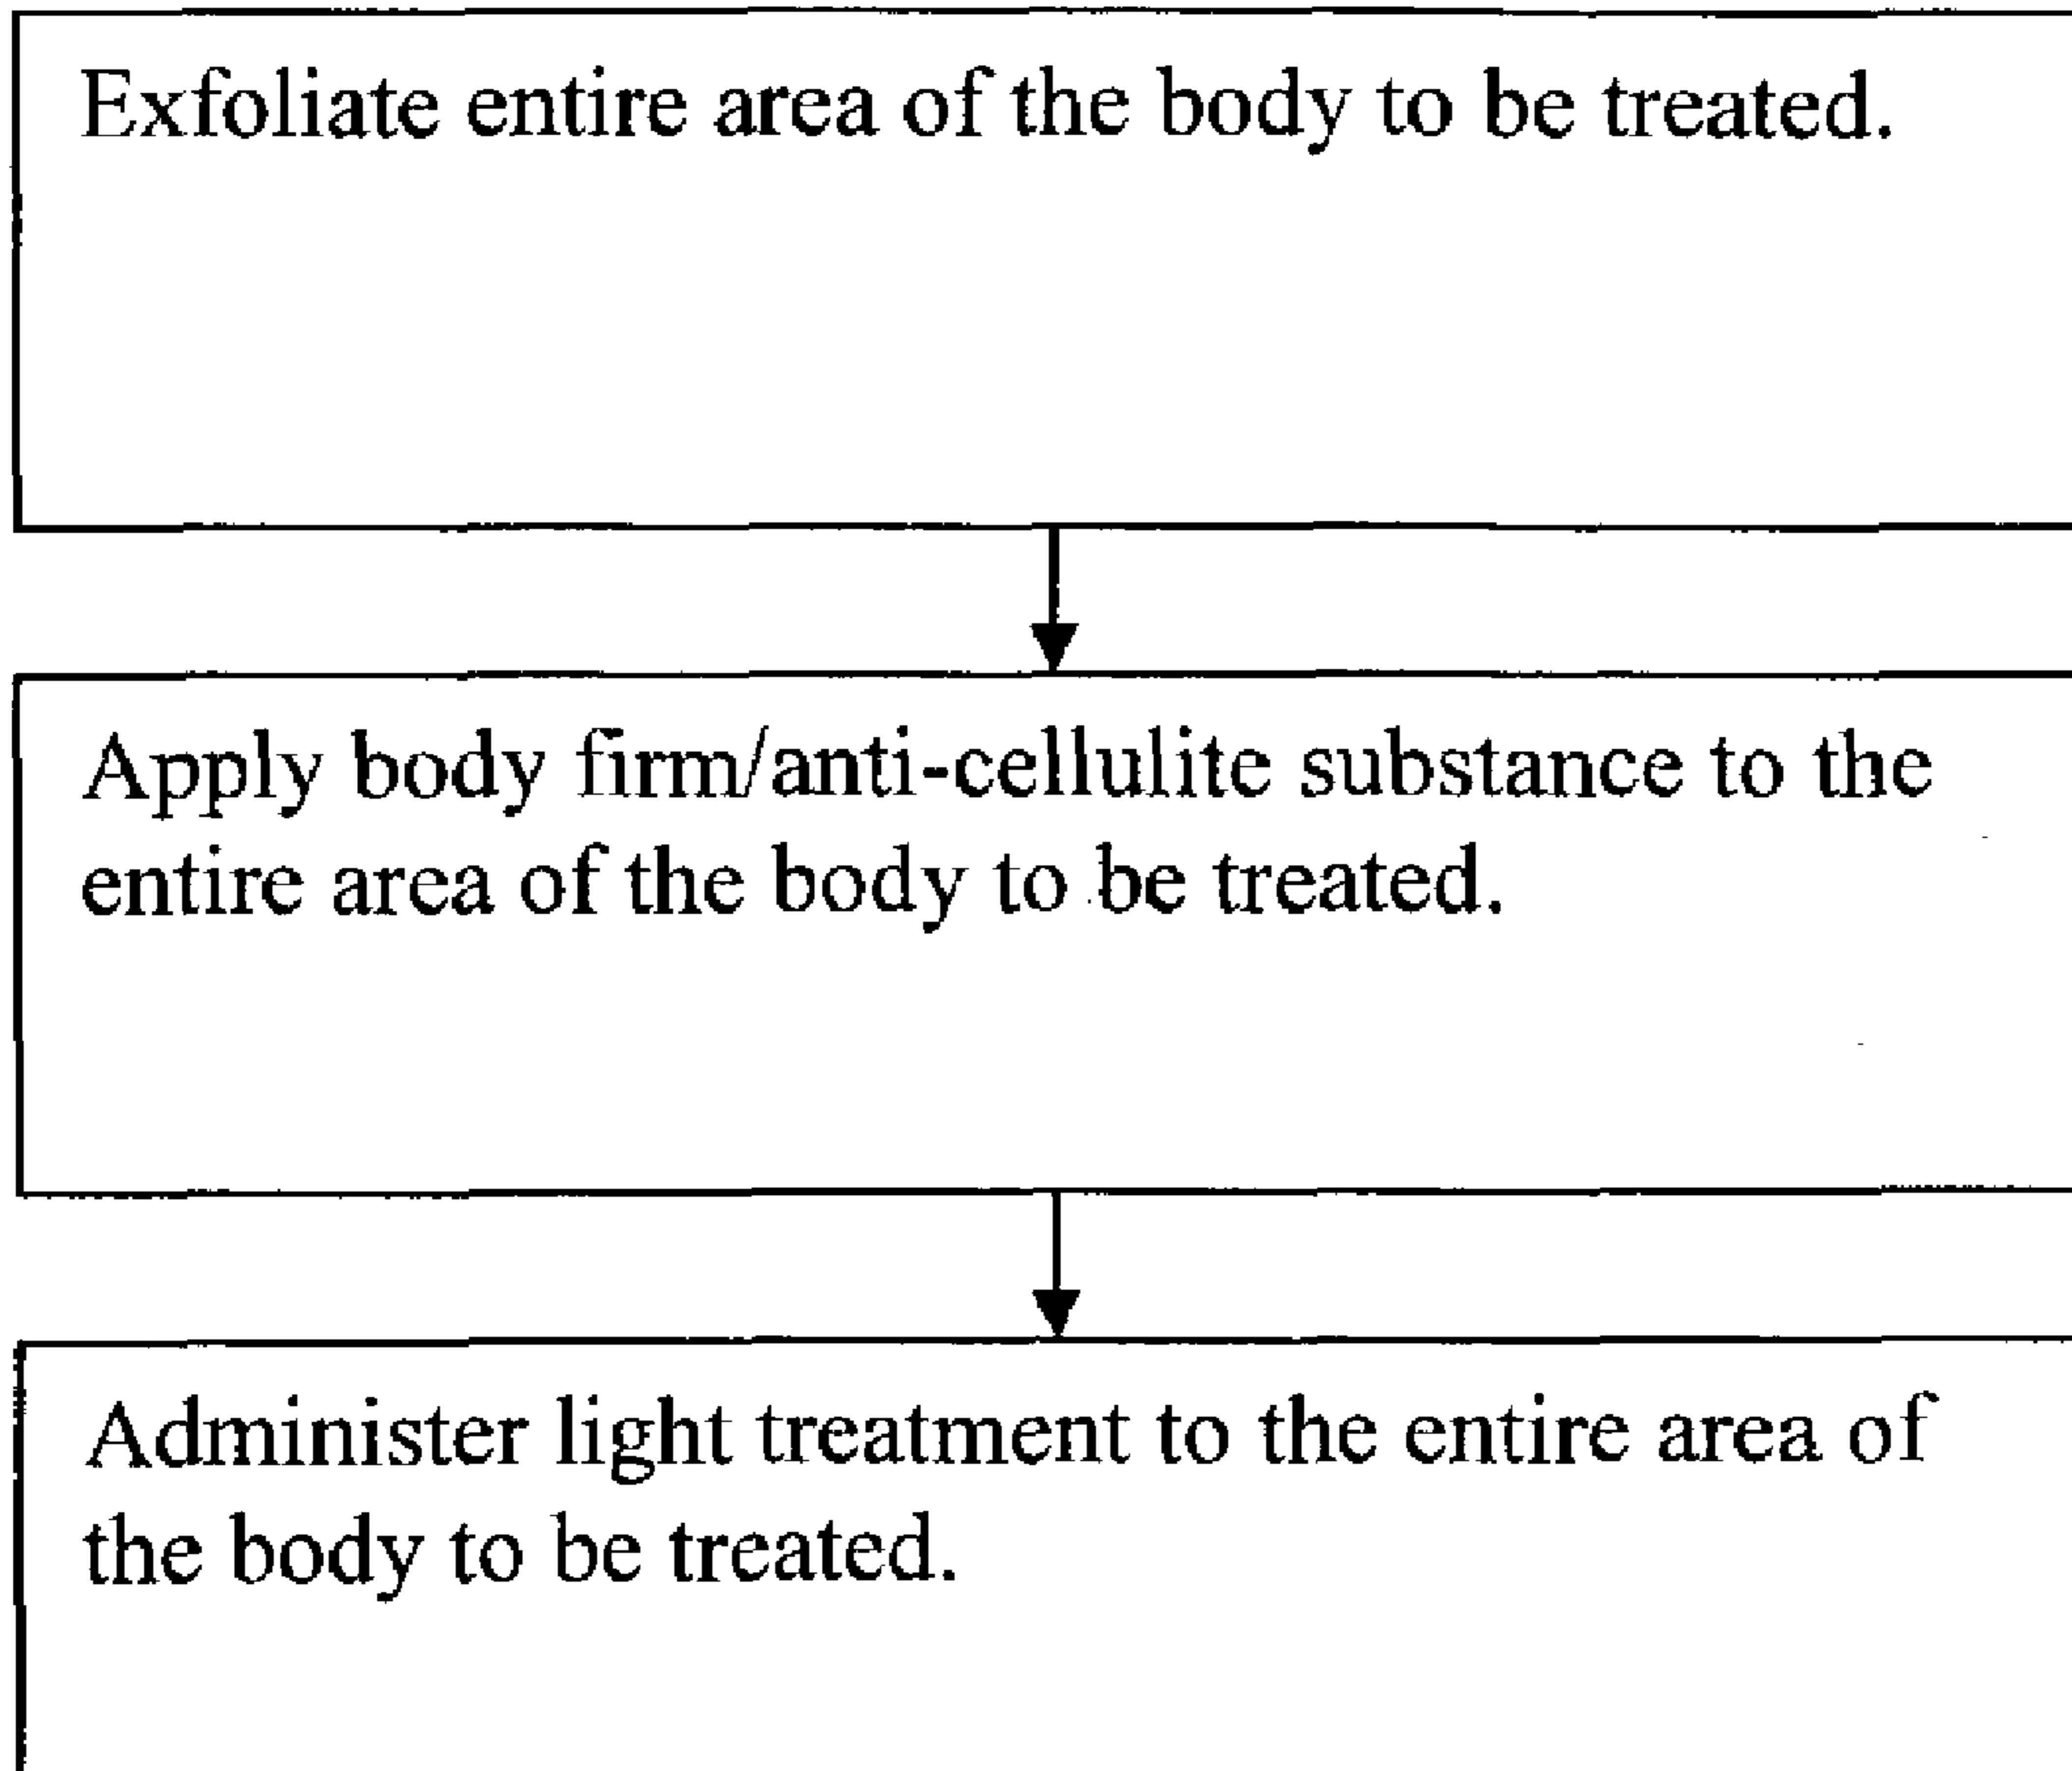 Exfoliate entire area of the body to be treated.
Apply body firm/anti-cellulite substance to the
entire area of the body to be treated.
Administer light treatment to the entire area of
the body to be treated.